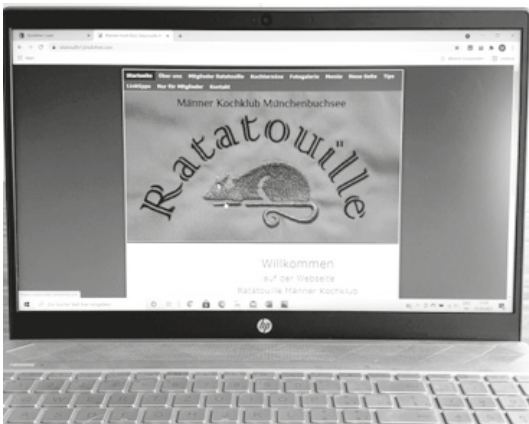 Startseite Über uns Mitglieder Ratatouille Kochtermine Fotogalerie Menüs Neue Seite Tips
Linktipps Nur für Mitglieder Kontakt
Männer Kochklub Münchenbuchsee
Ratatouille
Willkommen
auf der Webseite
Ratatouille Männer Kochklub
hp